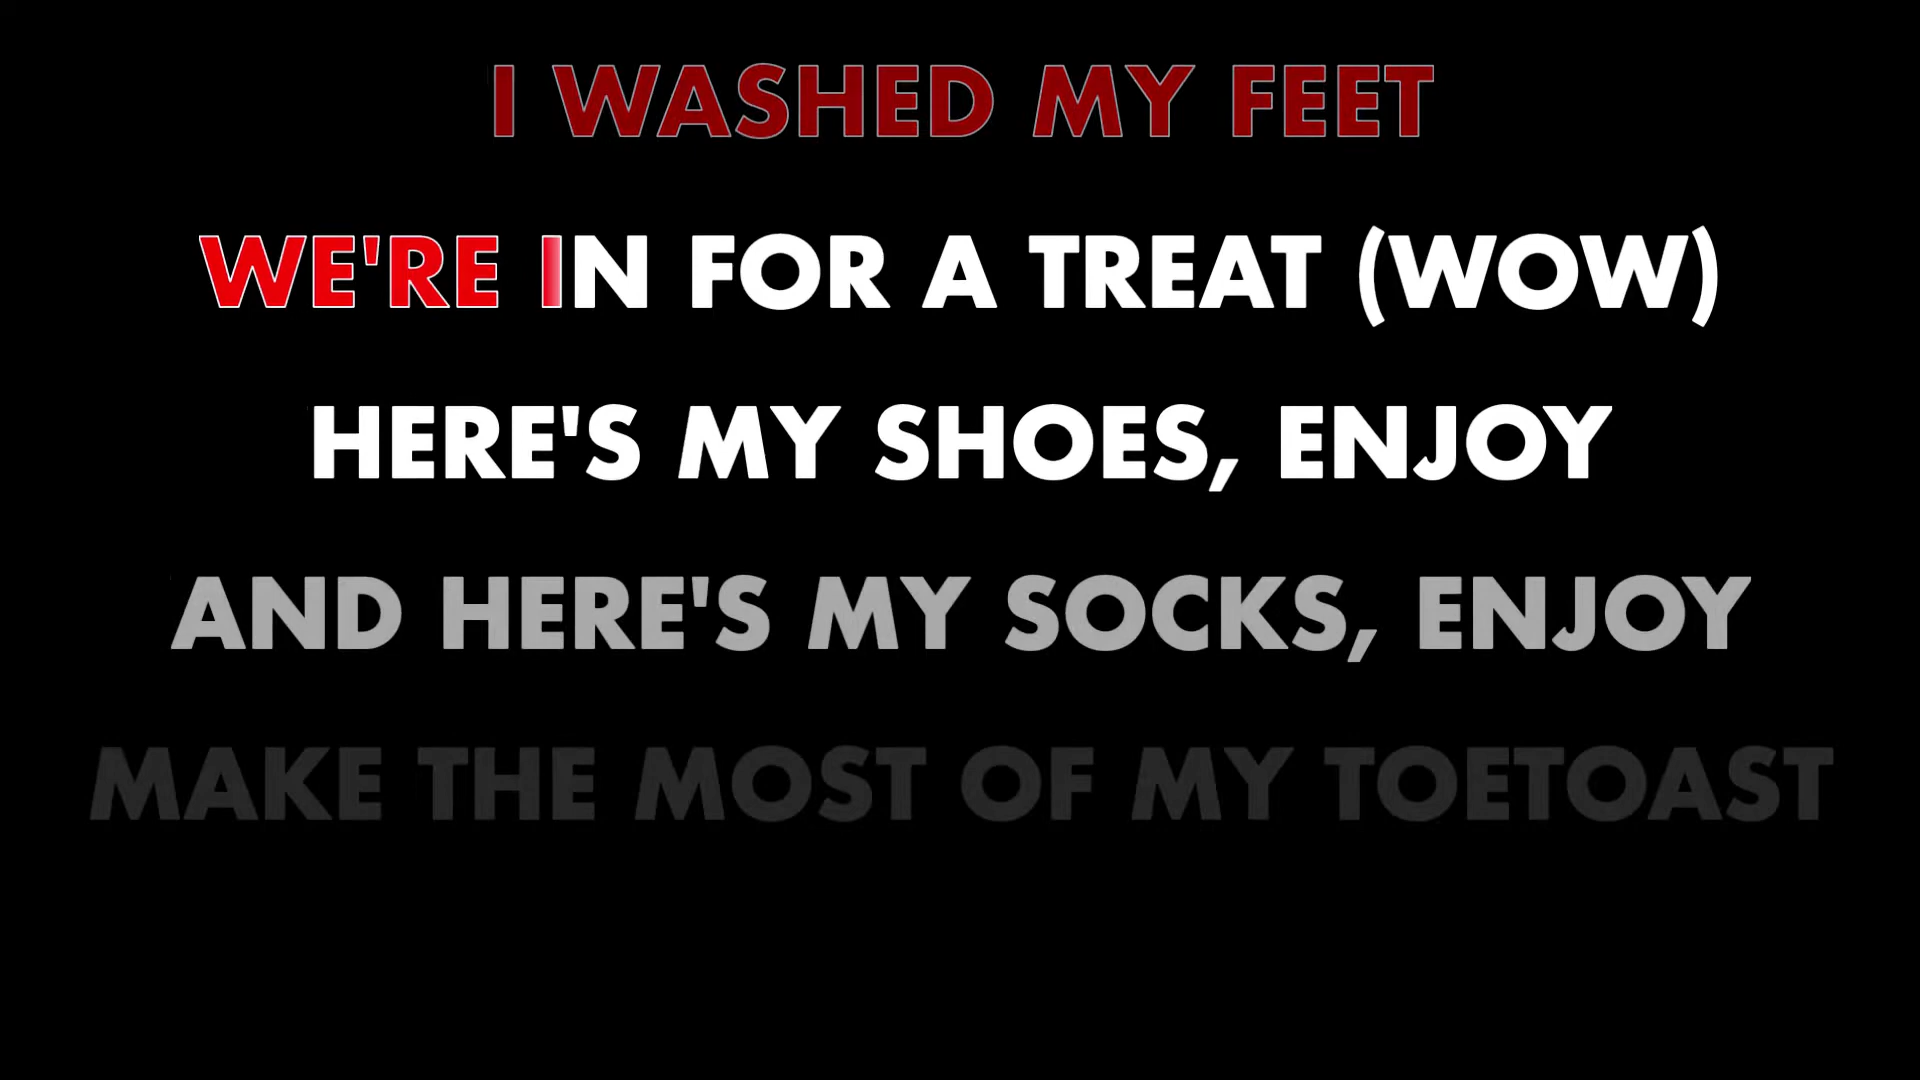 I WASHED MY FEET
WE'RE IN FOR A TREAT (WOW)
HERE'S MY SHOES, ENJOY
AND HERE'S MY SOCKS, ENJOY
MAKE THE MOST OF MY TOETOAST